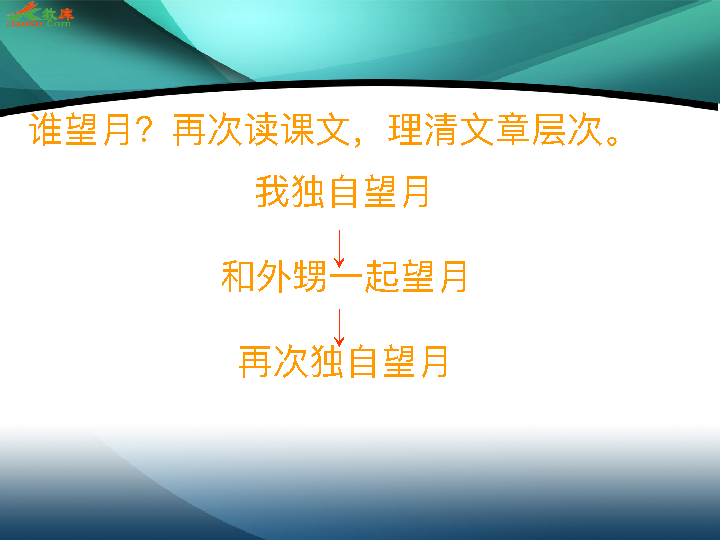 教库
谁望月？再次读课文，理清文章层次。
我独自望月
和外甥一起望月
再次独自望月